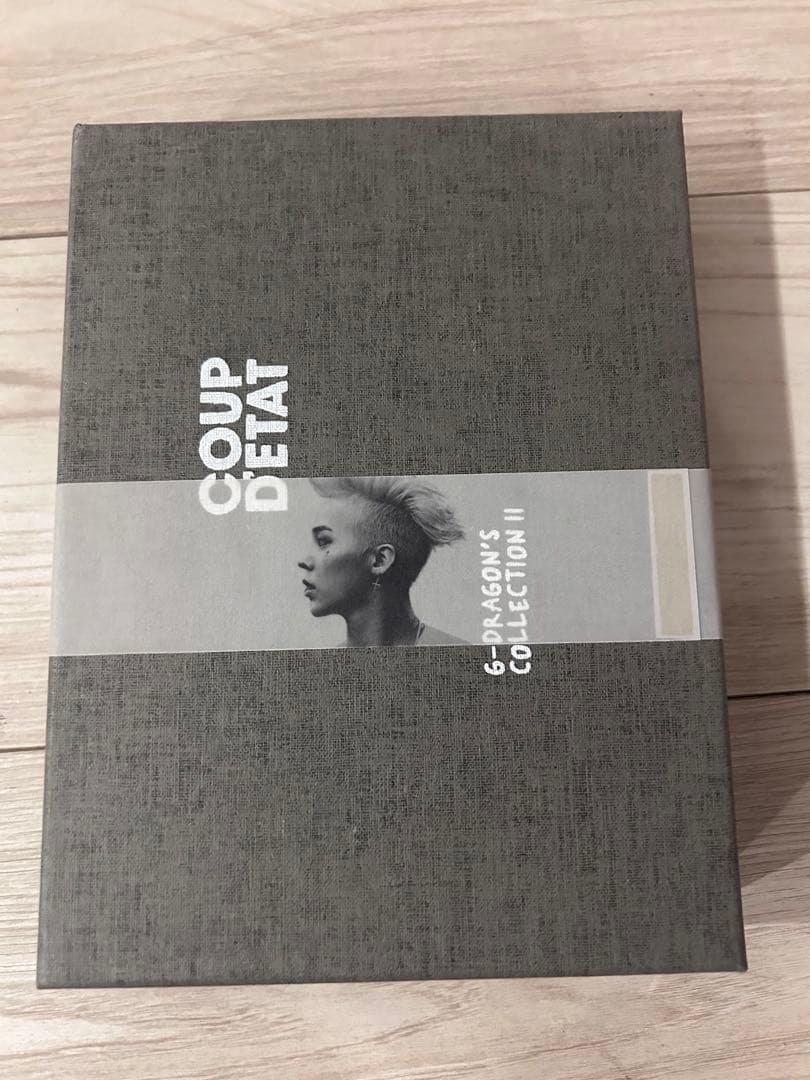 COUP
D'ETAT
G-DRAGON'S
COLLECTION II